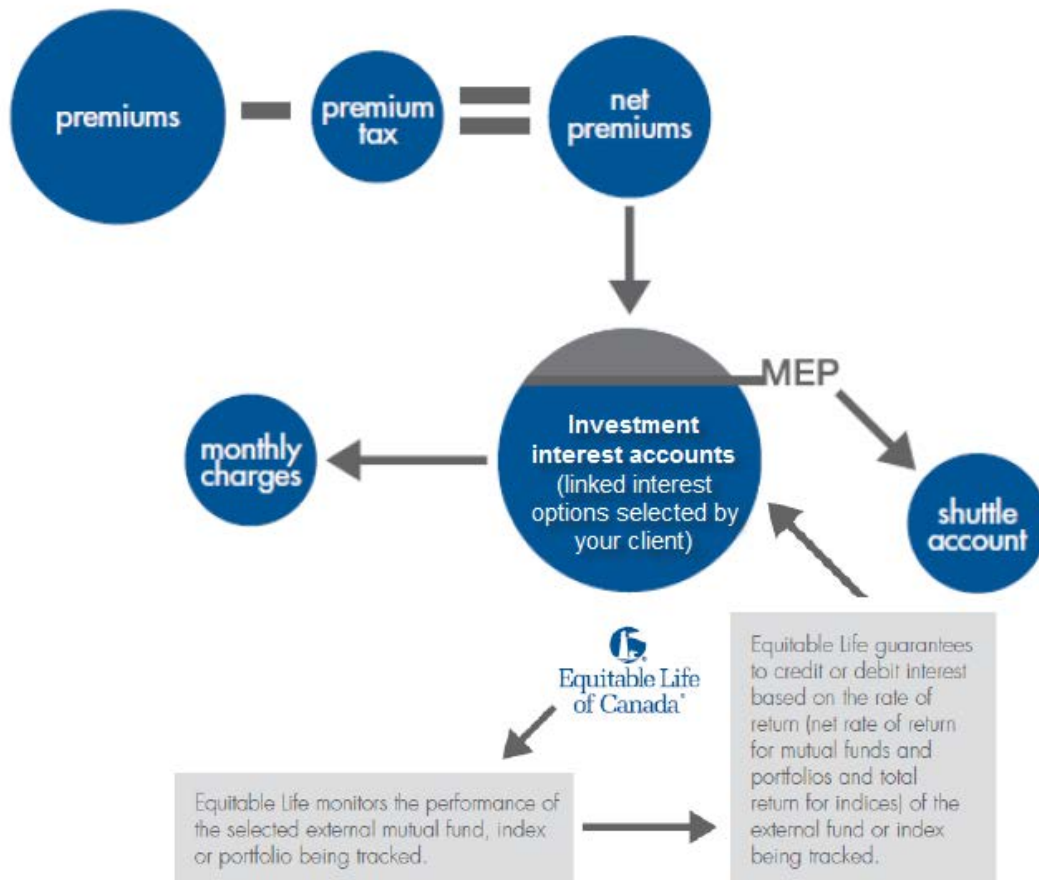 premiums
premium
tax
net
premiums
MEP
Investment
interest accounts
(linked interest
options selected by
your client)
monthly
charges
shuttle
account
Equitable Life
of Canada®
Equitable Life guarantees
to credit or debit interest
based on the rate of
return (net rate of return
for mutual funds and
portfolios and total
return for indices) of the
external fund or index
being tracked.
Equitable Life monitors the performance of
the selected external mutual fund, index
or portfolio being tracked.